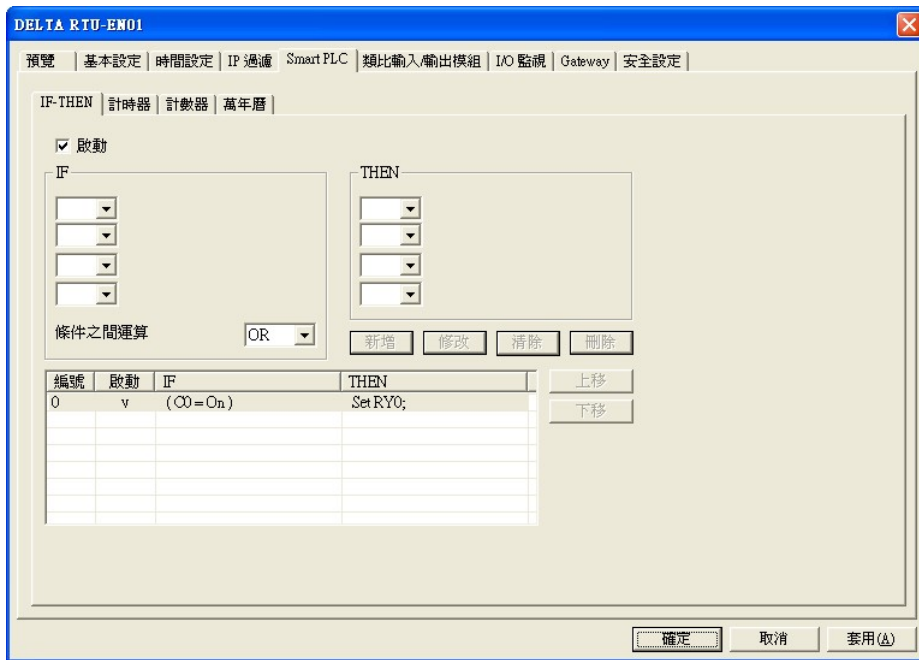 DELTA RTU-EN01
預覽 基本設定 時間設定 IP 過濾 Smart PLC 類比輸入/輸出模組 I/O 監視 Gateway 安全設定
IF-THEN 計時器 計數器 萬年曆
啟動
IF THEN
條件之間運算 OR 新增 修改 清除 刪除
編號 啟動 IF THEN 上移
0 v (C0=On) Set RY0; 下移
確定 取消 套用(A)